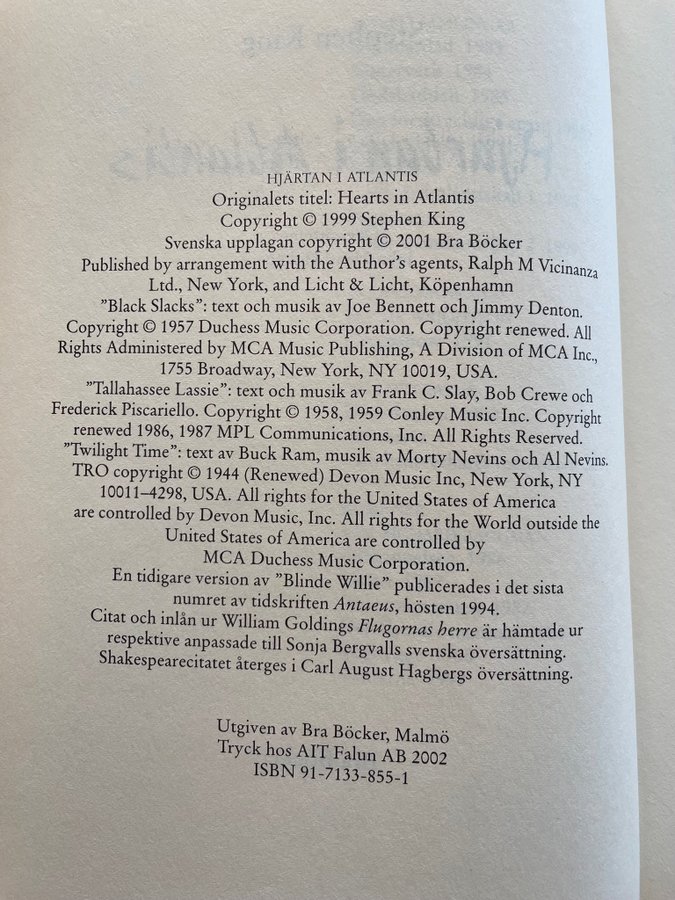 HJÄRTAN I ATLANTIS
Originalets titel: Hearts in Atlantis
Copyright © 1999 Stephen King
Svenska upplagan copyright © 2001 Bra Böcker
Published by arrangement with the Author's agents, Ralph M Vicinanza
Ltd., New York, and Licht & Licht, Köpenhamn
"Black Slacks": text och musik av Joe Bennett och Jimmy Denton.
Copyright © 1957 Duchess Music Corporation. Copyright renewed. All
Rights Administered by MCA Music Publishing, A Division of MCA Inc.,
1755 Broadway, New York, NY 10019, USA.
"Tallahassee Lassie": text och musik av Frank C. Slay, Bob Crewe och
Frederick Piscariello. Copyright © 1958, 1959 Conley Music Inc. Copyright
renewed 1986, 1987 MPL Communications, Inc. All Rights Reserved.
"Twilight Time": text av Buck Ram, musik av Morty Nevins och Al Nevins.
TRO copyright © 1944 (Renewed) Devon Music Inc, New York, NY
10011–4298, USA. All rights for the United States of America
are controlled by Devon Music, Inc. All rights for the World outside the
United States of America are controlled by
MCA Duchess Music Corporation.
En tidigare version av "Blinde Willie" publicerades i det sista
numret av tidskriften Antaeus, hösten 1994.
Citat och inlån ur William Goldings Flugornas herre är hämtade ur
respektive anpassade till Sonja Bergvalls svenska översättning.
Shakespearecitatet återges i Carl August Hagbergs översättning.
Utgiven av Bra Böcker, Malmö
Tryck hos AIT Falun AB 2002
ISBN 91-7133-855-1